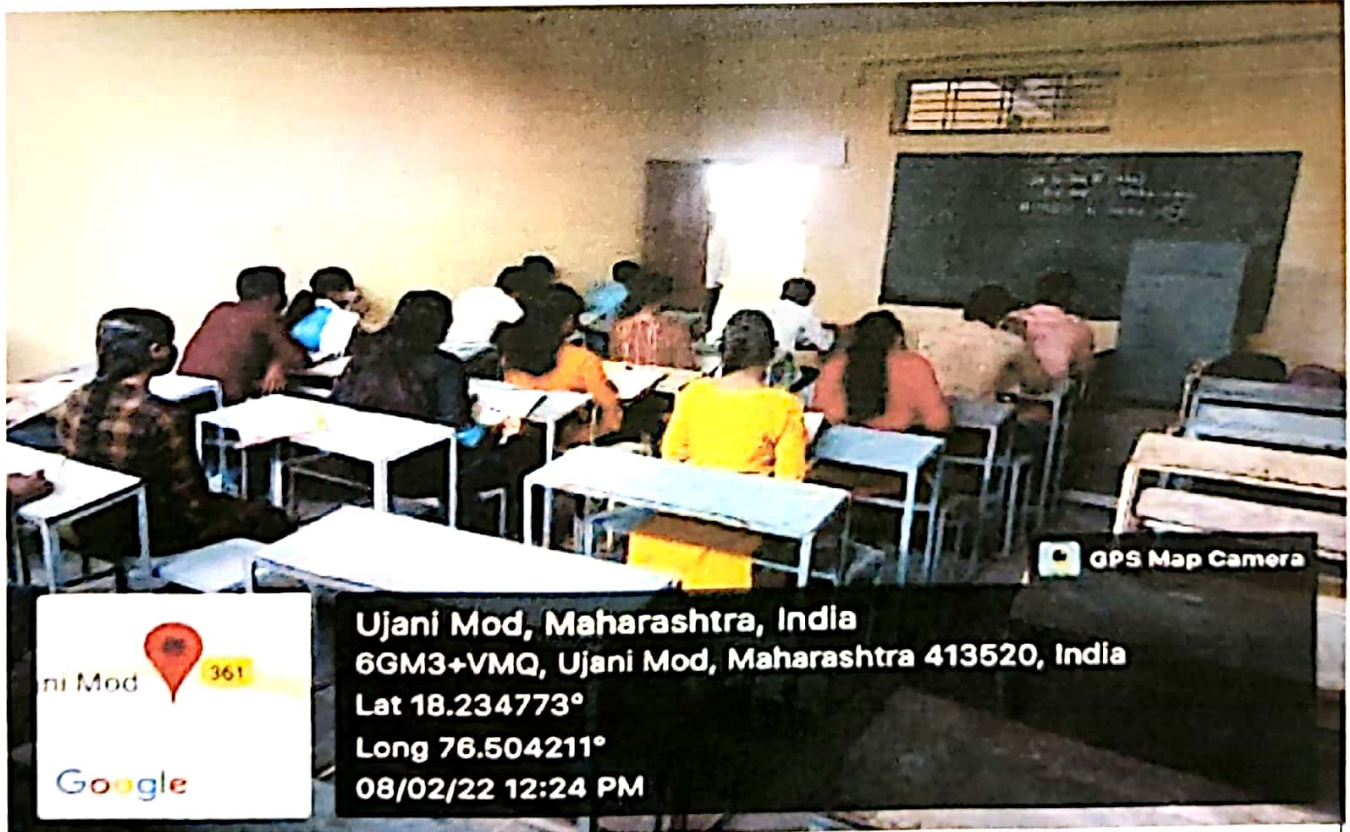 GPS Map Camera
ni Mod
361
Google
Ujani Mod, Maharashtra, India
6GM3+VMQ, Ujani Mod, Maharashtra 413520, India
Lat 18.234773°
Long 76.504211°
08/02/22 12:24 PM